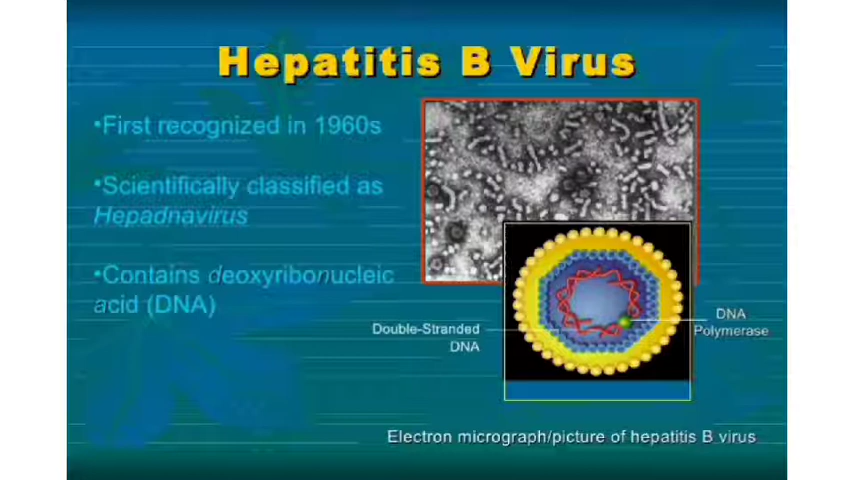 Hepatitis B Virus
•First recognized in 1960s
•Scientifically classified as
Hepadnavirus
•Contains deoxyribonucleic
acid (DNA)
Double-Stranded
DNA
DNA
Polymerase
Electron micrograph/picture of hepatitis B virus